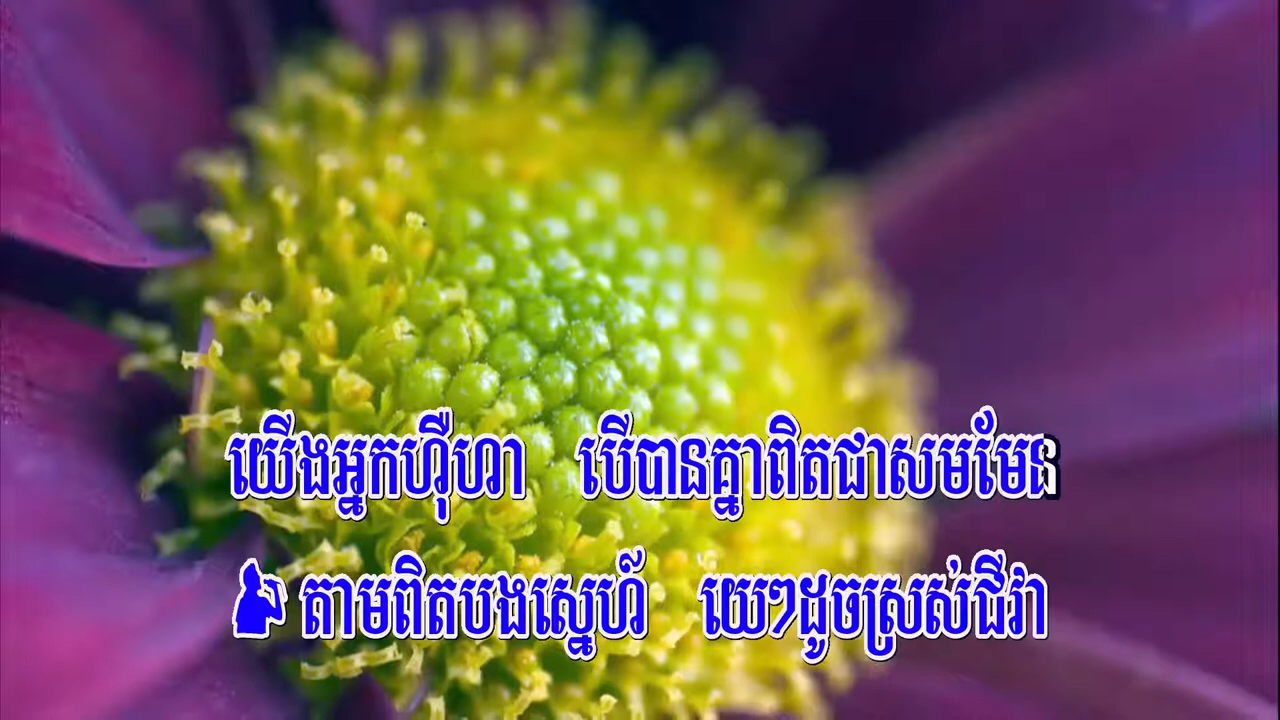 យើងអ្នកហ៊ឺហា បើបានគ្នាពិតជាសមមែន
តាមពិតបងស្នេហ៍ យេៗដូចស្រស់ជីវា